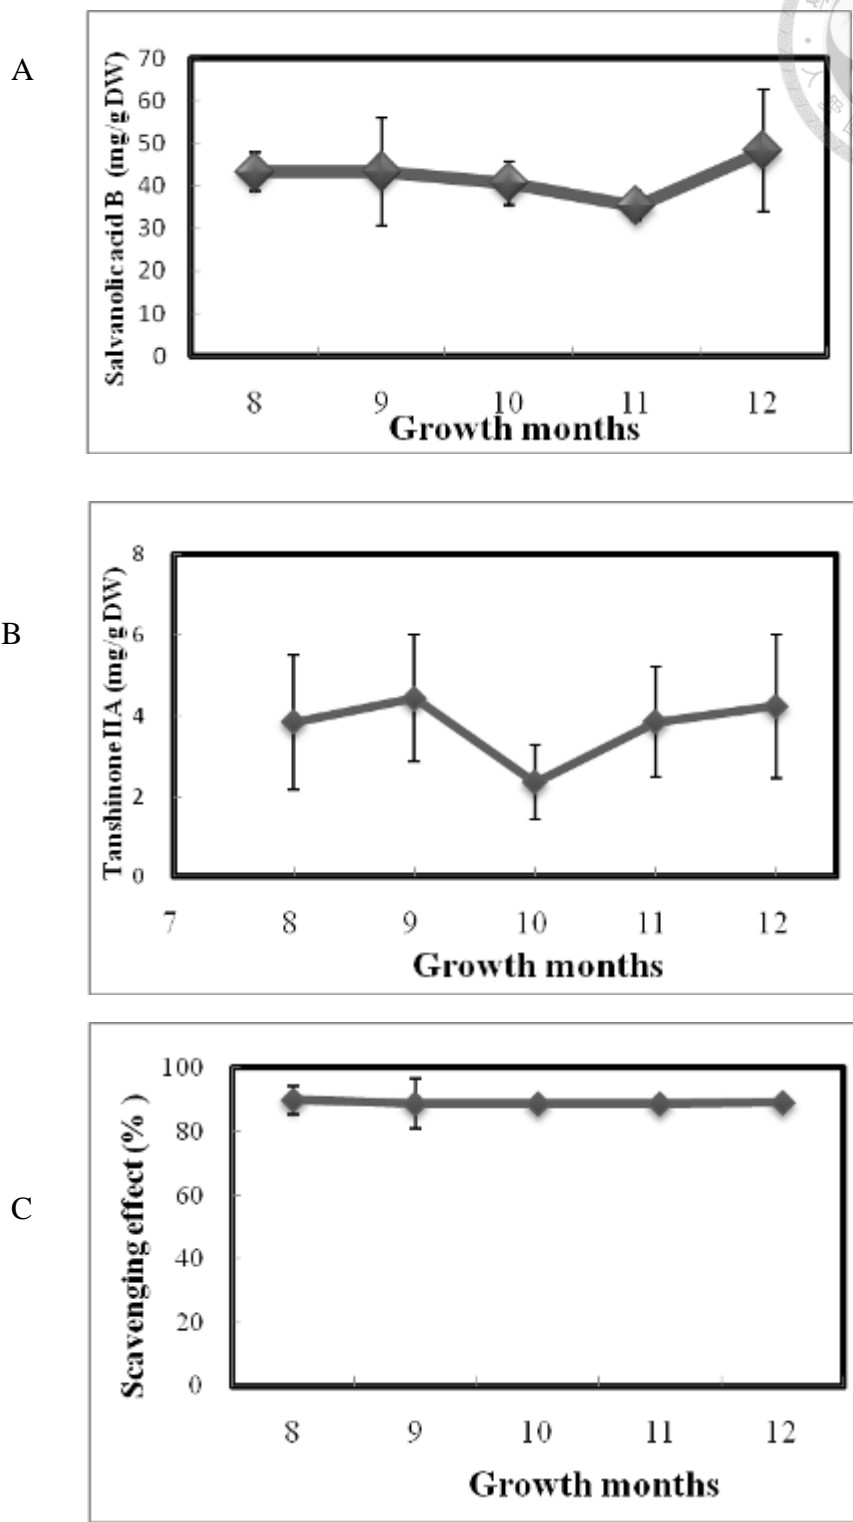 A
Salvanolic acid B (mg/g DW)
70
60
50
40
30
20
10
0
8 9 10 11 12
Growth months
B
Tanshinone IIA (mg/g DW)
8
6
4
2
0
7 8 9 10 11 12
Growth months
C
Scavenging effect (% )
100
80
60
40
20
0
8 9 10 11 12
Growth months